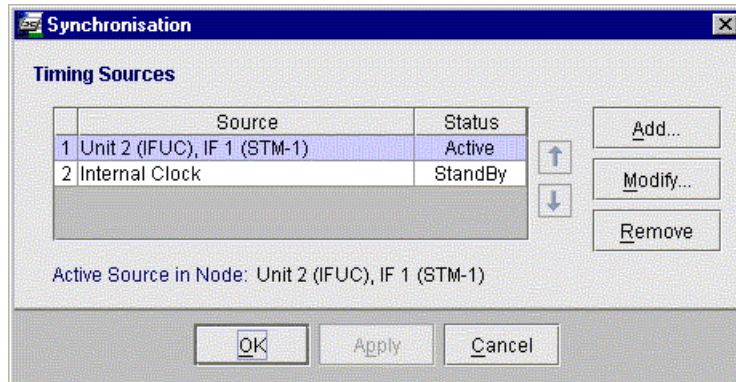 Synchronisation
Timing Sources
Source Status
1 Unit 2 (IFUC), IF 1 (STM-1) Active
2 Internal Clock StandBy
Add...
Modify...
Remove
Active Source in Node: Unit 2 (IFUC), IF 1 (STM-1)
OK Apply Cancel